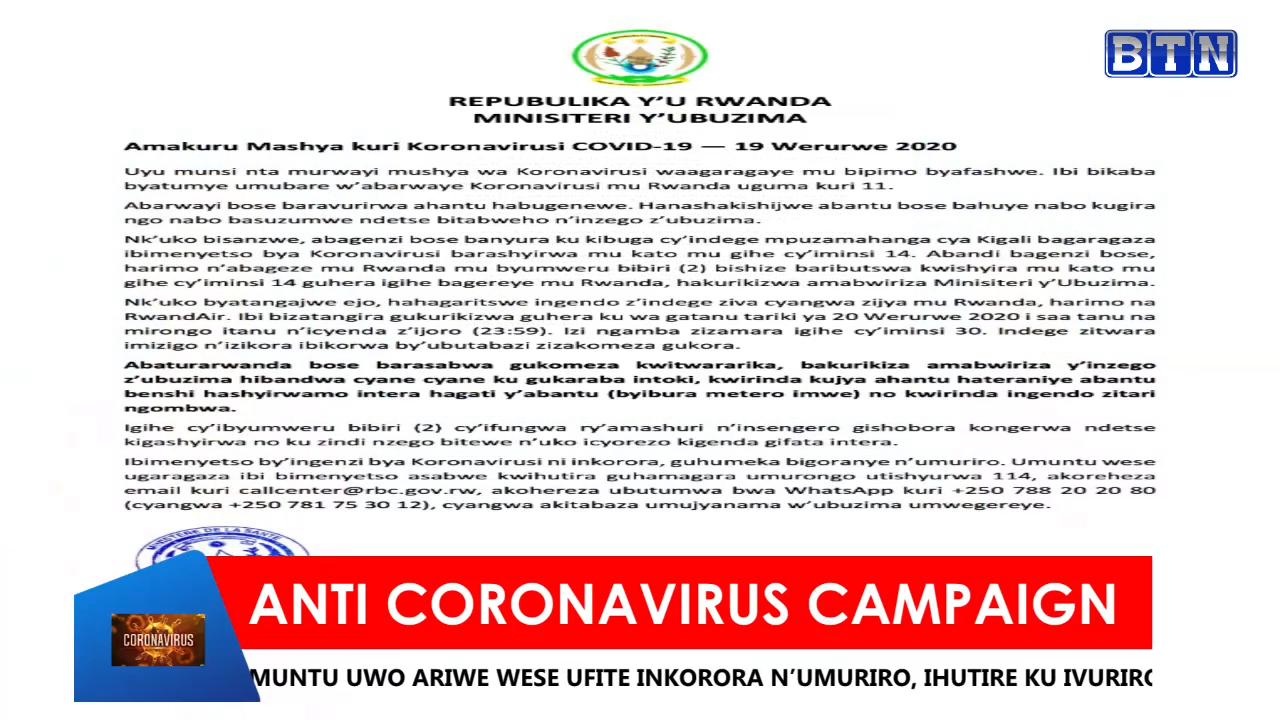 BTN
REPUBULIKA Y'U RWANDA
MINISITERI Y'UBUZIMA
Amakuru Mashya kuri Koronavirusi COVID-19 — 19 Werurwe 2020
Uyu munsi nta murwayi mushya wa Koronavirusi waagaragaye mu bipimo byafashwe. Ibi bikaba
byatumye umubare w'abarwaye Koronavirusi mu Rwanda uguma kuri 11.
Abarwayi bose baravurirwa ahantu habugenewe. Hanashakishijwe abantu bose bahuye nabo kugira
ngo nabo basuzumwe ndetse bitabweho n'inzego z'ubuzima.
Nk'uko bisanzwe, abagenzi bose banyura ku kibuga cy'indege mpuzamahanga cya Kigali bagaragaza
ibimenyetso bya Koronavirusi barashyirwa mu kato mu gihe cy'iminsi 14. Abandi bagenzi bose,
harimo n'abageze mu Rwanda mu byumweru bibiri (2) bishize baributswa kwishyira mu kato mu
gihe cy'iminsi 14 guhera igihe bagereye mu Rwanda, hakurikizwa amabwiriza Minisiteri y'Ubuzima.
Nk'uko byatangajwe ejo, hahagaritswe ingendo z'indege ziva cyangwa zijya mu Rwanda, harimo na
RwandAir. Ibi bizatangira gukurikizwa guhera ku wa gatanu tariki ya 20 Werurwe 2020 i saa tanu na
mirongo itanu n'icyenda z'ijoro (23:59). Izi ngamba zizamara igihe cy'iminsi 30. Indege zitwara
imizigo n'izikora ibikorwa by'ubutabazi zizakomeza gukora.
Abaturarwanda bose barasabwa gukomeza kwitwararika, bakurikiza amabwiriza y'inzego
z'ubuzima hibandwa cyane cyane ku gukaraba intoki, kwirinda kujya ahantu hateraniye abantu
benshi hashyirwamo intera hagati y'abantu (byibura metero imwe) no kwirinda ingendo zitari
ngombwa.
Igihe cy'ibyumweru bibiri (2) cy'ifungwa ry'amashuri n'insengero gishobora kongerwa ndetse
kigashyirwa no ku zindi nzego bitewe n'uko icyorezo kigenda gifata intera.
Ibimenyetso by'ingenzi bya Koronavirusi ni inkorora, guhumeka bigoranye n'umuriro. Umuntu wese
ugaragaza ibi bimenyetso asabwe kwihutira guhamagara umurongo utishyurwa 114, akoreheza
email kuri callcenter@rbc.gov.rw, akohereza ubutumwa bwa WhatsApp kuri +250 788 20 20 80
(cyangwa +250 781 75 30 12), cyangwa akitabaza umujyanama w'ubuzima umwegereye.
MINISTERE DE LA SANTE
ANTI CORONAVIRUS CAMPAIGN
CORONAVIRUS
MUNTU UWO ARIWE WESE UFITE INKORORA N'UMURIRO, IHUTIRE KU IVURIRO